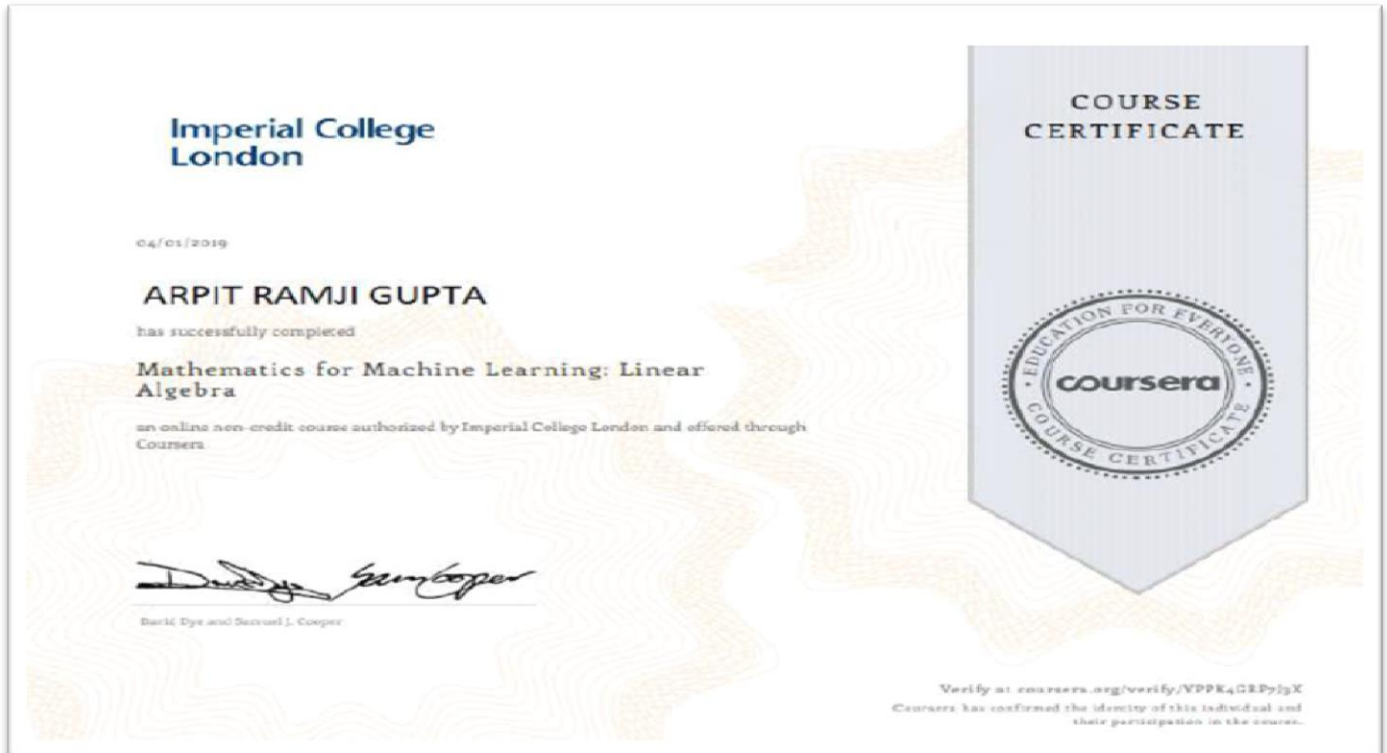 Imperial College
London
04/01/2019
ARPIT RAMJI GUPTA
has successfully completed
Mathematics for Machine Learning: Linear
Algebra
an online non-credit course authorized by Imperial College London and offered through
Coursera
David Dye and Samuel J. Cooper
COURSE
CERTIFICATE
EDUCATION FOR EVERYONE
coursera
COURSE CERTIFICATE
Verify at coursera.org/verify/
Coursera has confirmed the identity of this individual and
their participation in the course.